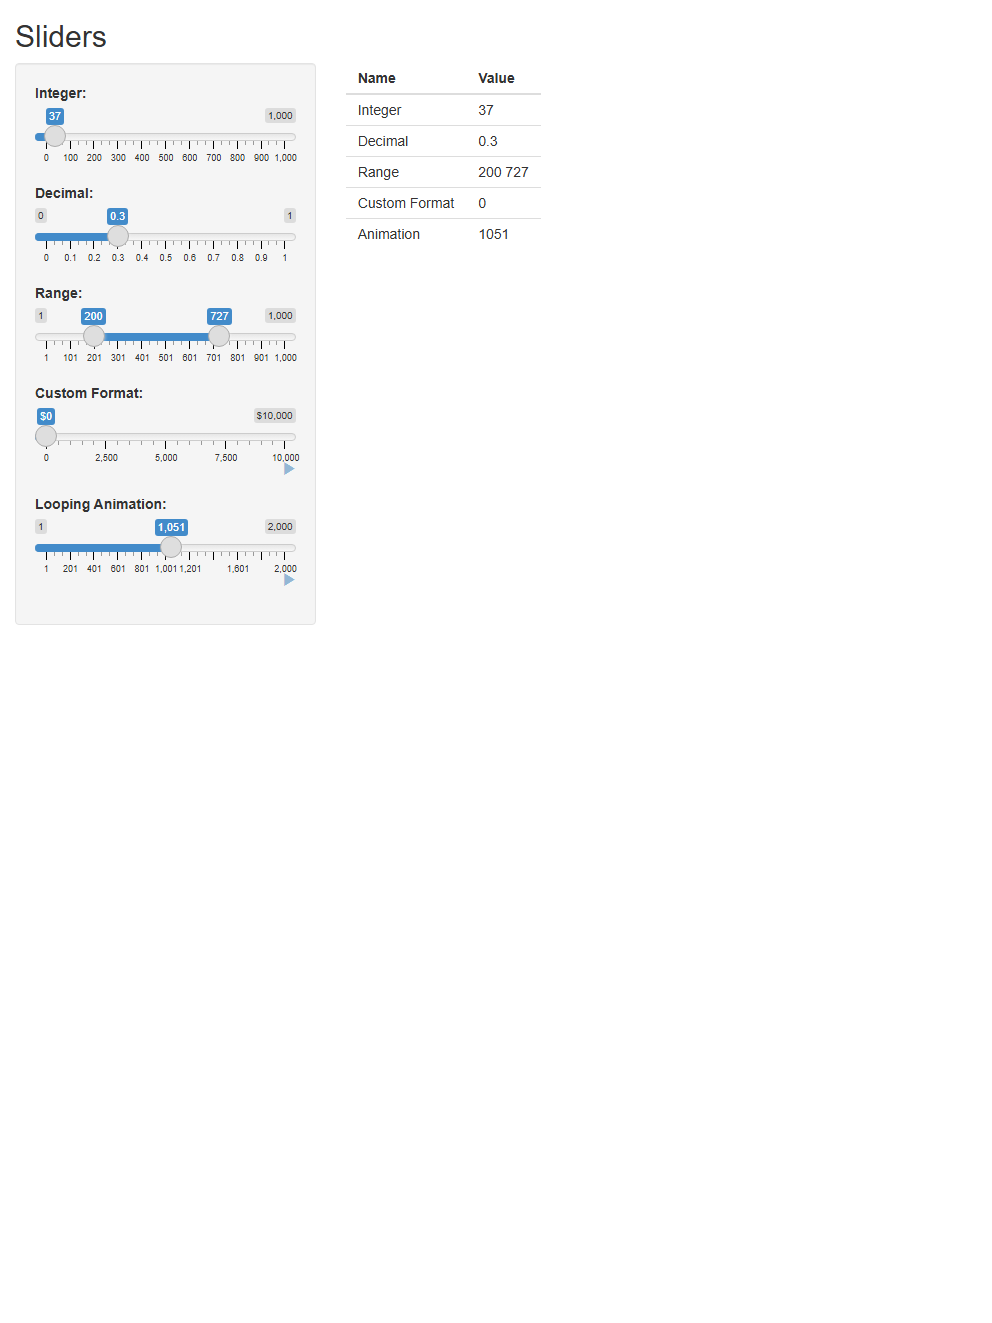 Sliders
Integer:
37 1,000
0 100 200 300 400 500 600 700 800 900 1,000
Decimal:
0 0.3 1
0 0.1 0.2 0.3 0.4 0.5 0.6 0.7 0.8 0.9 1
Range:
1 200 727 1,000
1 101 201 301 401 501 601 701 801 901 1,000
Custom Format:
$0 $10,000
0 2,500 5,000 7,500 10,000
Looping Animation:
1 1,051 2,000
1 201 401 601 801 1,001 1,201 1,601 2,000
Name Value
Integer 37
Decimal 0.3
Range 200 727
Custom Format 0
Animation 1051